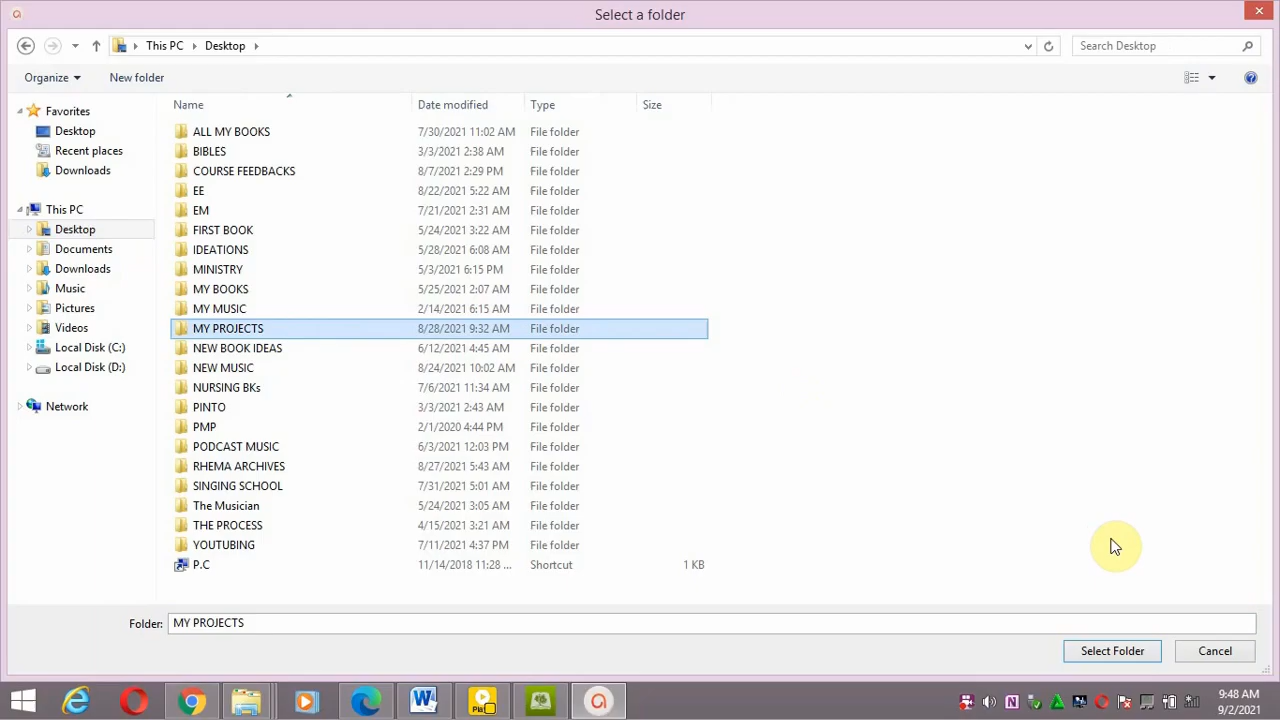 Select a folder
This PC Desktop Search Desktop
Organize New folder
Name Date modified Type Size
Favorites
Desktop
Recent places
Downloads
This PC
Desktop
Documents
Downloads
Music
Pictures
Videos
Local Disk (C:)
Local Disk (D:)
Network
ALL MY BOOKS 7/30/2021 11:02 AM File folder
BIBLES 3/3/2021 2:38 AM File folder
COURSE FEEDBACKS 8/7/2021 2:29 PM File folder
EE 8/22/2021 5:22 AM File folder
EM 7/21/2021 2:31 AM File folder
FIRST BOOK 5/24/2021 3:22 AM File folder
IDEATIONS 5/28/2021 6:08 AM File folder
MINISTRY 5/3/2021 6:15 PM File folder
MY BOOKS 5/25/2021 2:07 AM File folder
MY MUSIC 2/14/2021 6:15 AM File folder
MY PROJECTS 8/28/2021 9:32 AM File folder
NEW BOOK IDEAS 6/12/2021 4:45 AM File folder
NEW MUSIC 8/24/2021 10:02 AM File folder
NURSING BKs 7/6/2021 11:34 AM File folder
PINTO 3/3/2021 2:43 AM File folder
PMP 2/1/2020 4:44 PM File folder
PODCAST MUSIC 6/3/2021 12:03 PM File folder
RHEMA ARCHIVES 8/27/2021 5:43 AM File folder
SINGING SCHOOL 7/31/2021 5:01 AM File folder
The Musician 5/24/2021 3:05 AM File folder
THE PROCESS 4/15/2021 3:21 AM File folder
YOUTUBING 7/11/2021 4:37 PM File folder
P.C 11/14/2018 11:28 ... Shortcut 1 KB
Folder: MY PROJECTS
Select Folder Cancel
9:48 AM
9/2/2021